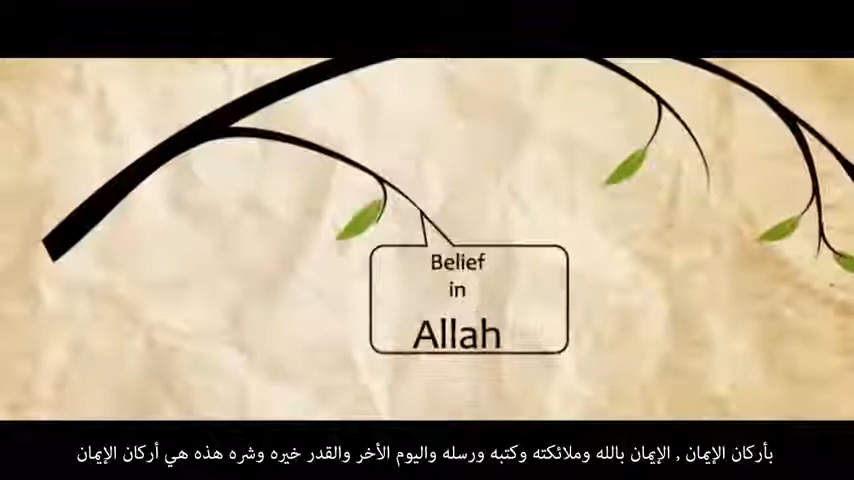 Belief
in
Allah
بأركان الإيمان , الإيمان بالله وملائكته وكتبه ورسله واليوم الأخر والقدر خيره وشره هذه هي أركان الإيمان